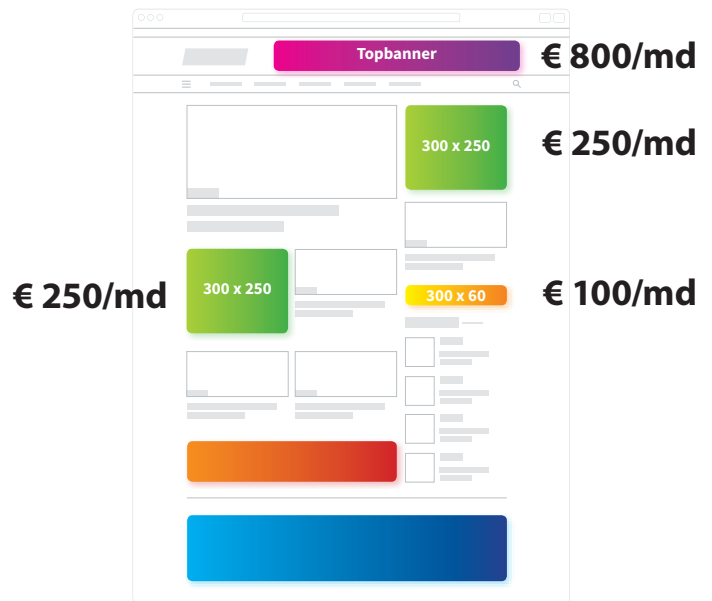 Topbanner
€ 800/md
300 x 250
€ 250/md
300 x 250
€ 250/md
300 x 60
€ 100/md